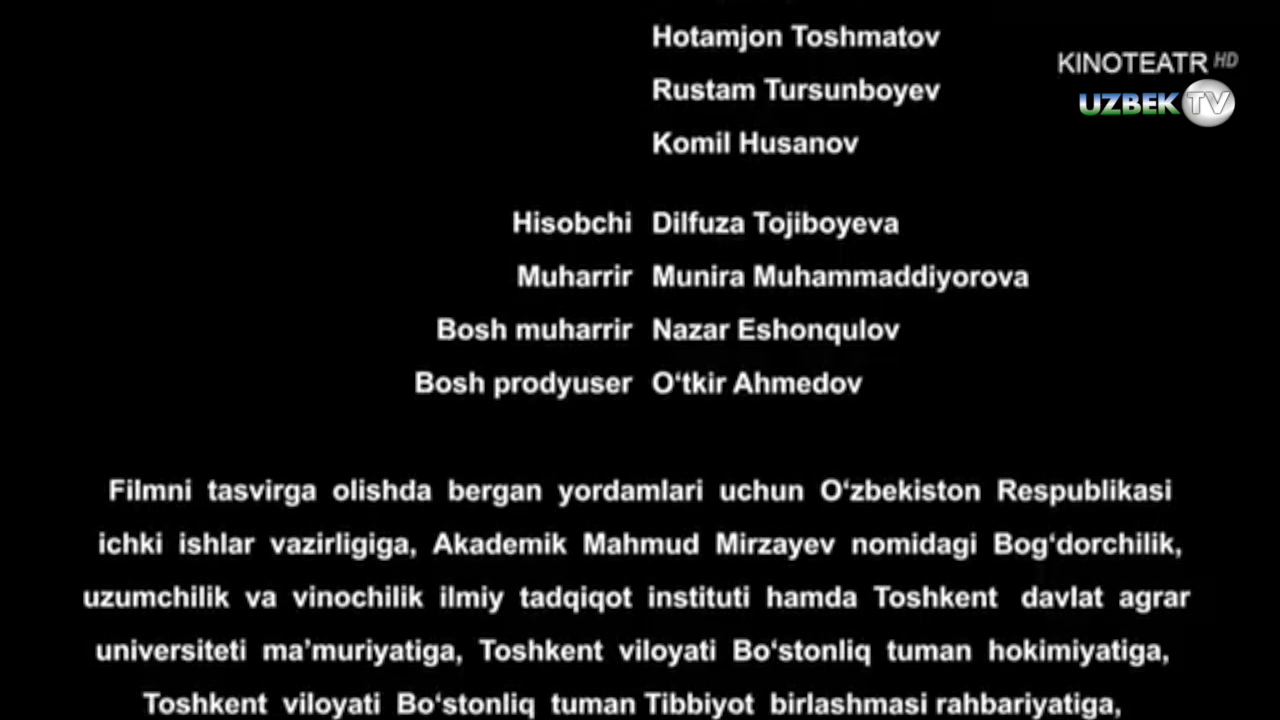 Hotamjon Toshmatov
KINOTEATR HD
Rustam Tursunboyev
UZBEK TV
Komil Husanov
Hisobchi Dilfuza Tojiboyeva
Muharrir Munira Muhammaddiyorova
Bosh muharrir Nazar Eshonqulov
Bosh prodyuser O‘tkir Ahmedov
Filmni tasvirga olishda bergan yordamlari uchun O‘zbekiston Respublikasi
ichki ishlar vazirligiga, Akademik Mahmud Mirzayev nomidagi Bog‘dorchilik,
uzumchilik va vinochilik ilmiy tadqiqot instituti hamda Toshkent davlat agrar
universiteti ma’muriyatiga, Toshkent viloyati Bo‘stonliq tuman hokimiyatiga,
Toshkent viloyati Bo‘stonliq tuman Tibbiyot birlashmasi rahbariyatiga,